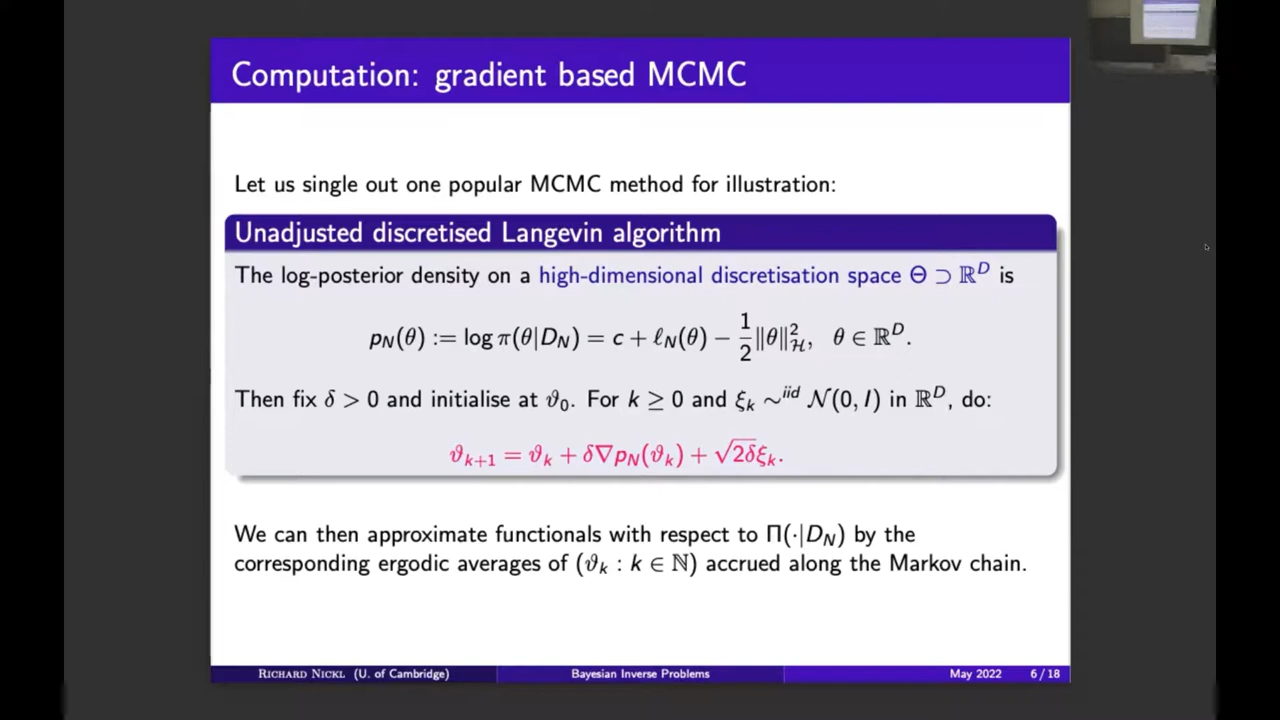 Computation: gradient based MCMC
Let us single out one popular MCMC method for illustration:
Unadjusted discretised Langevin algorithm
The log-posterior density on a high-dimensional discretisation space Θ ⊃ ℝ^D is
p_N(θ) := log π(θ|D_N) = c + ℓ_N(θ) − 1/2 ‖θ‖²_ℋ, θ ∈ ℝ^D.
Then fix δ > 0 and initialise at ϑ_0. For k ≥ 0 and ξ_k ∼^{iid} 𝒩(0, I) in ℝ^D, do:
ϑ_{k+1} = ϑ_k + δ∇p_N(ϑ_k) + √2δ ξ_k.
We can then approximate functionals with respect to Π(·|D_N) by the
corresponding ergodic averages of (ϑ_k : k ∈ ℕ) accrued along the Markov chain.
RICHARD NICKL (U. of Cambridge) Bayesian Inverse Problems May 2022 6 / 18